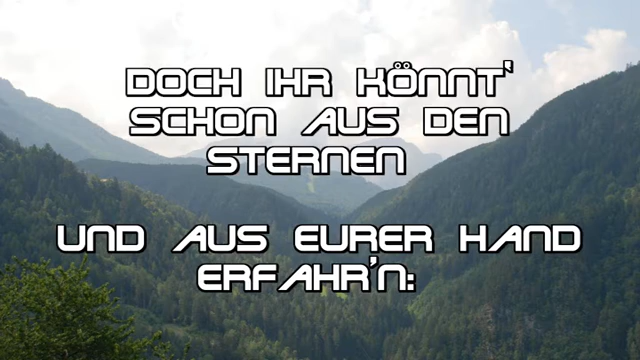 DOCH IHR KÖNNT'
SCHON AUS DEN
STERNEN
UND AUS EURER HAND
ERFAHR'N: